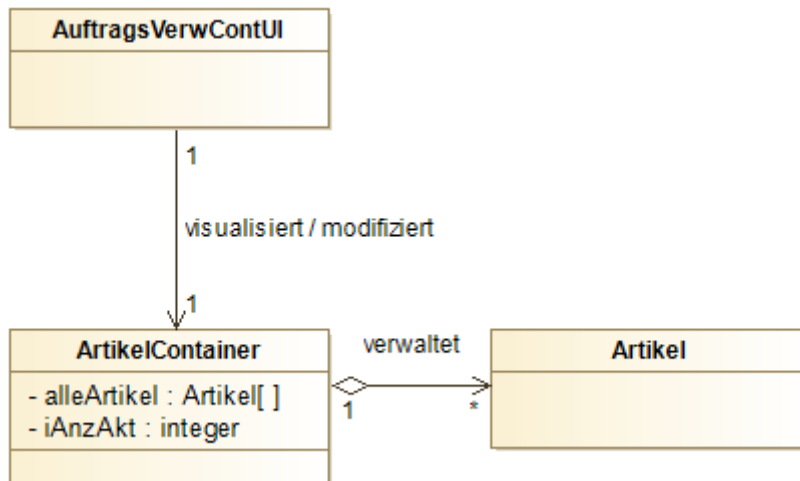 AuftragsVerwContUI
1
visualisiert / modifiziert
1
ArtikelContainer
- alleArtikel : Artikel[ ]
- iAnzAkt : integer
verwaltet
1
*
Artikel